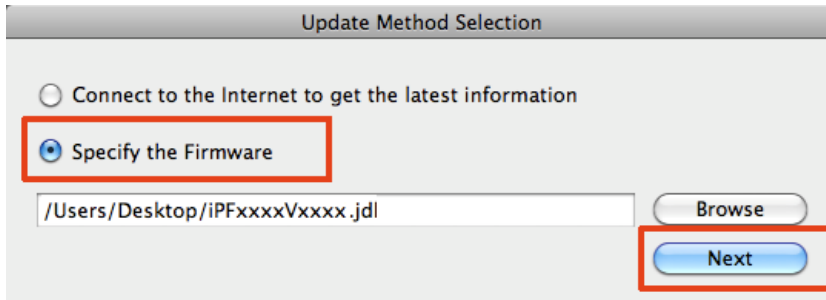 Update Method Selection
Connect to the Internet to get the latest information
Specify the Firmware
/Users/Desktop/iPFxxxxVxxxx.jdl
Browse
Next